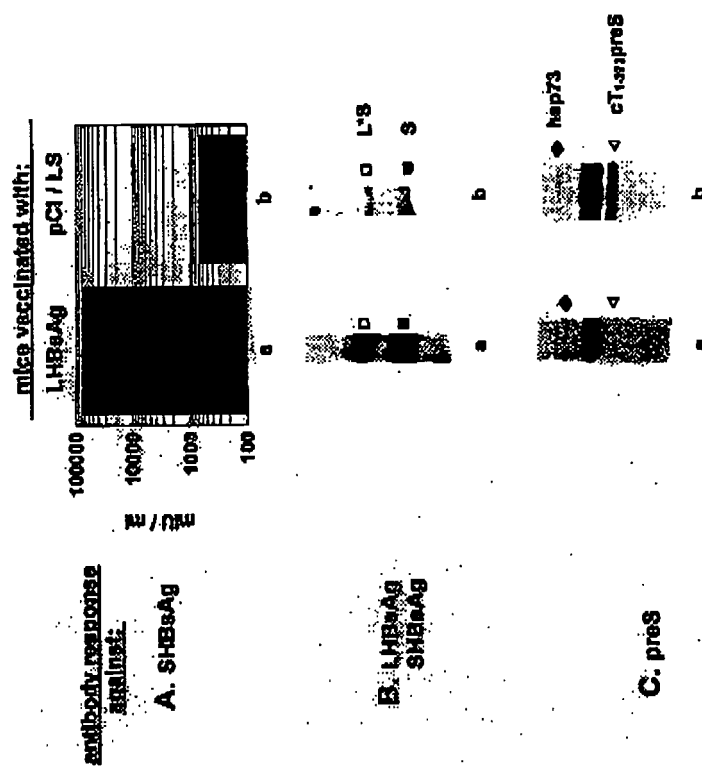 mice vaccinated with:
LHBsAg pCI / LS
antibody response
against:
A. SHBsAg
mIU / ml
100000
10000
1000
100
a b
B. LHBsAg
SHBsAg
L*S
S
a b
C. preS
hsp73
a b